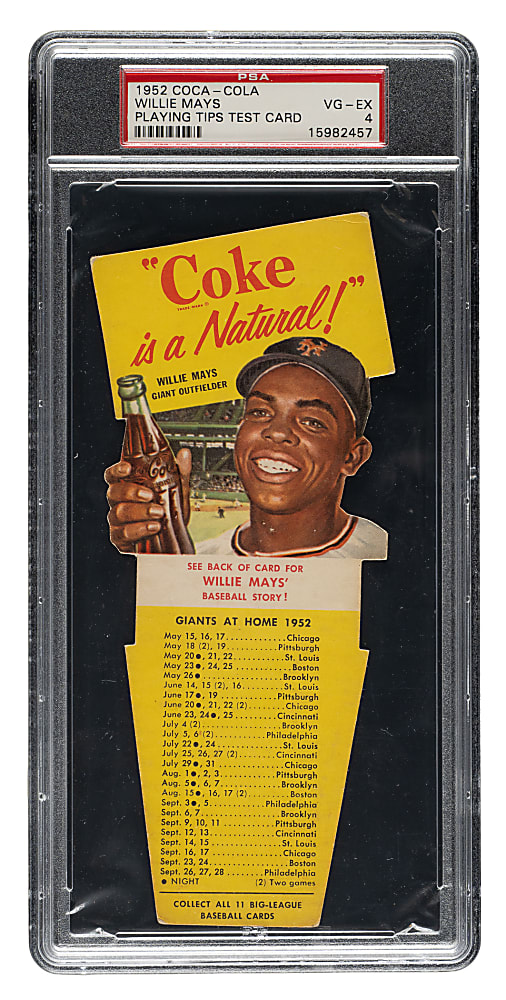 PSA
1952 COCA-COLA
WILLIE MAYS VG-EX
PLAYING TIPS TEST CARD 4
15982457
"Coke
TRADE-MARK ®
is a Natural!"
WILLIE MAYS
GIANT OUTFIELDER
NY
SEE BACK OF CARD FOR
WILLIE MAYS'
BASEBALL STORY!
GIANTS AT HOME 1952
May 15, 16, 17............Chicago
May 18 (2), 19..........Pittsburgh
May 20●, 21, 22..........St. Louis
May 23●, 24, 25..........Boston
May 26●..................Brooklyn
June 14, 15 (2), 16......St. Louis
June 17●, 19............Pittsburgh
June 20●, 21, 22 (2)......Chicago
June 23, 24●, 25........Cincinnati
July 4 (2)................Brooklyn
July 5, 6 (2)............Philadelphia
July 22●, 24.............St. Louis
July 25, 26, 27 (2)......Cincinnati
July 29●, 31..............Chicago
Aug. 1●, 2, 3...........Pittsburgh
Aug. 5●, 6, 7............Brooklyn
Aug. 15●, 16, 17 (2)......Boston
Sept. 3●, 5............Philadelphia
Sept. 6, 7................Brooklyn
Sept. 9, 10, 11..........Pittsburgh
Sept. 12, 13............Cincinnati
Sept. 14, 15.............St. Louis
Sept. 16, 17..............Chicago
Sept. 23, 24..............Boston
Sept. 26, 27, 28........Philadelphia
● NIGHT (2) Two games
COLLECT ALL 11 BIG-LEAGUE
BASEBALL CARDS